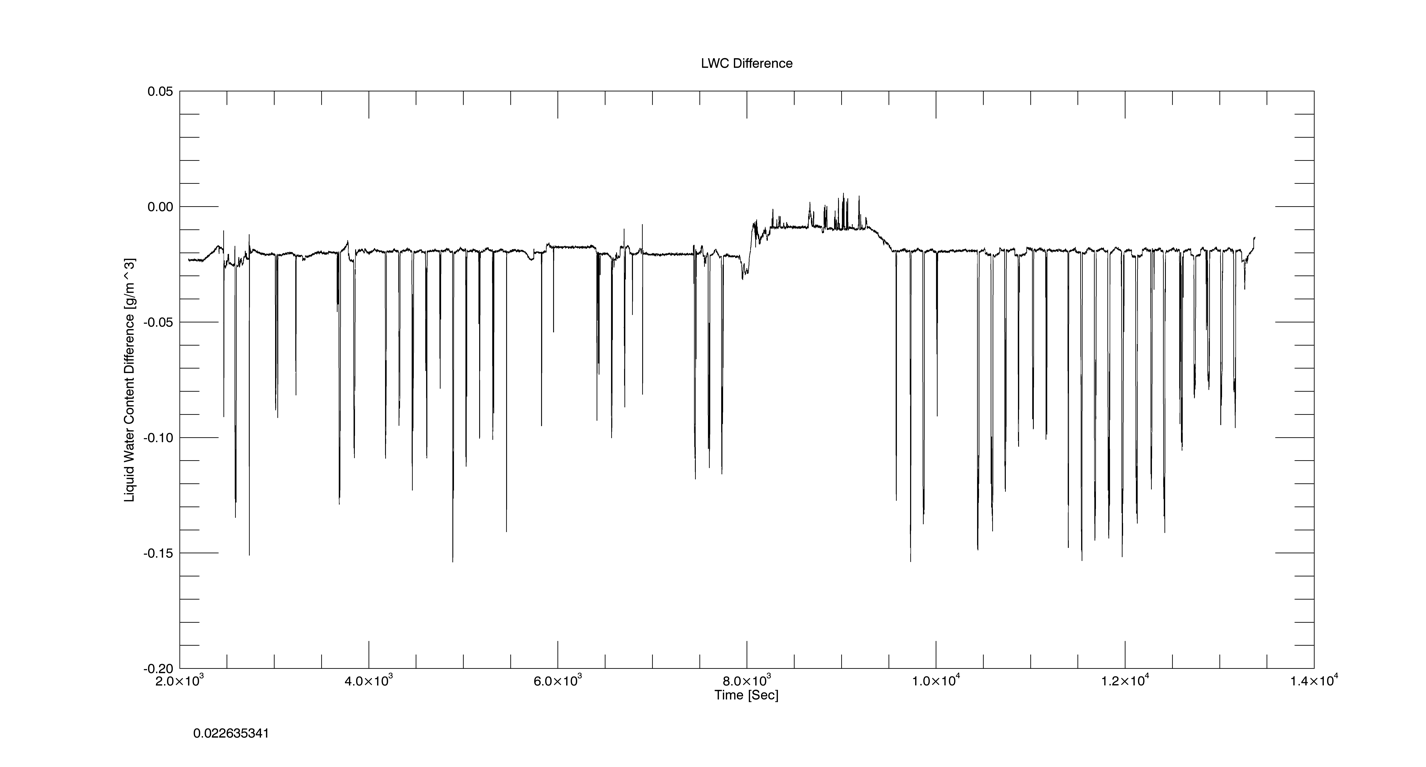 LWC Difference
0.05
0.00
-0.05
-0.10
-0.15
-0.20
Liquid Water Content Difference [g/m^3]
2.0×10³ 4.0×10³ 6.0×10³ 8.0×10³ 1.0×10⁴ 1.2×10⁴ 1.4×10⁴
Time [Sec]
0.022635341